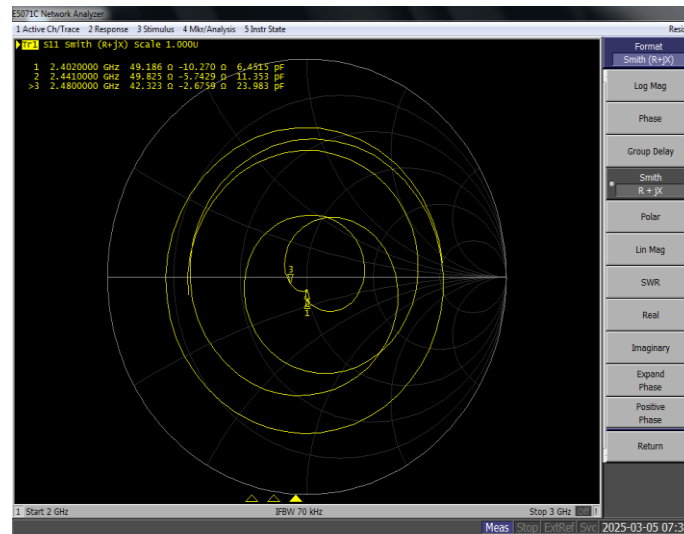 E5071C Network Analyzer
1 Active Ch/Trace 2 Response 3 Stimulus 4 Mkr/Analysis 5 Instr State
Tr1 S11 Smith (R+jX) Scale 1.000U
1 2.4020000 GHz 49.186 Ω -10.270 Ω 6.4515 pF
2 2.4410000 GHz 49.825 Ω -5.7429 Ω 11.353 pF
>3 2.4800000 GHz 42.323 Ω -2.6759 Ω 23.983 pF
3
1
Format
Smith (R+jX)
Log Mag
Phase
Group Delay
Smith
R + jX
Polar
Lin Mag
SWR
Real
Imaginary
Expand
Phase
Positive
Phase
Return
1 Start 2 GHz IFBW 70 kHz Stop 3 GHz Off !
Meas Stop ExtRef Svc 2025-03-05 07:3